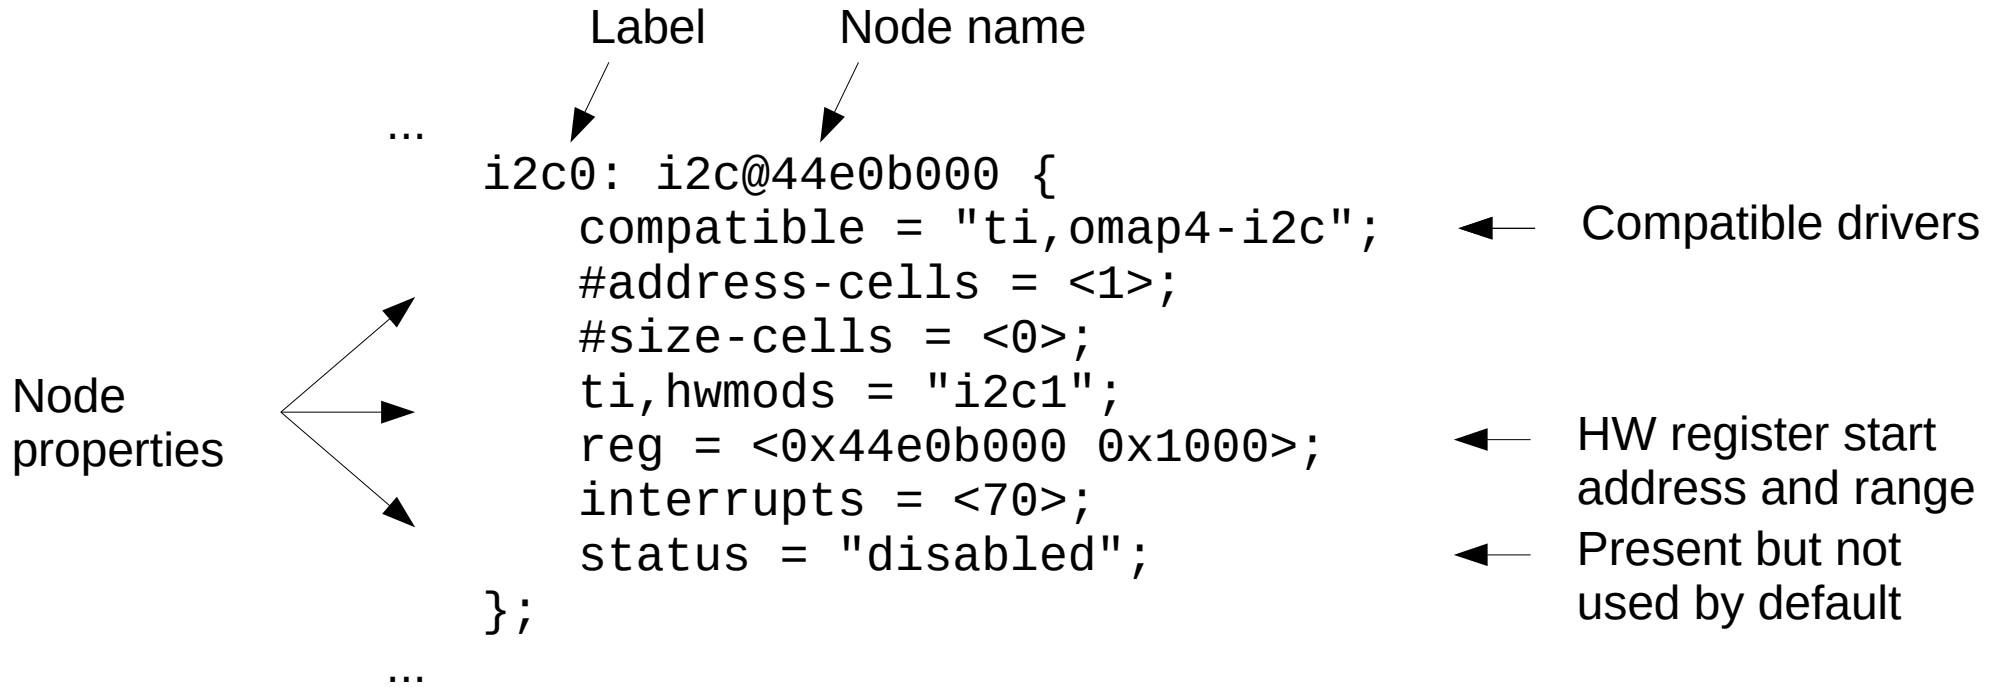 Label Node name
...
i2c0: i2c@44e0b000 {
compatible = "ti,omap4-i2c"; Compatible drivers
#address-cells = <1>;
#size-cells = <0>;
ti,hwmods = "i2c1";
Node
properties
reg = <0x44e0b000 0x1000>; HW register start
address and range
interrupts = <70>;
status = "disabled"; Present but not
used by default
};
...